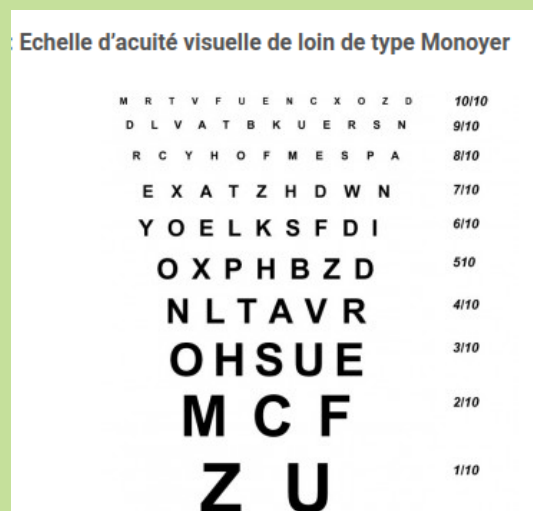 : Echelle d'acuité visuelle de loin de type Monoyer
M R T V F U E N C X O Z D 10/10
D L V A T B K U E R S N 9/10
R C Y H O F M E S P A 8/10
E X A T Z H D W N 7/10
Y O E L K S F D I 6/10
O X P H B Z D 510
N L T A V R 4/10
O H S U E 3/10
M C F 2/10
Z U 1/10